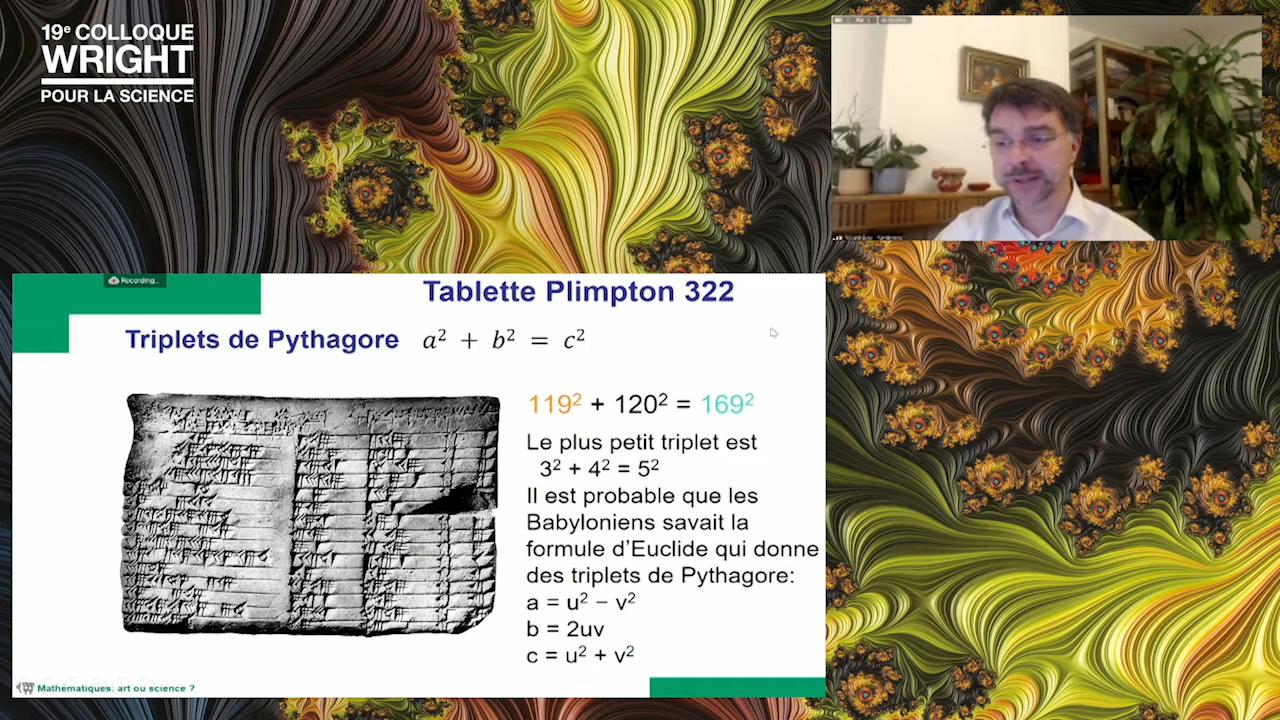 19e COLLOQUE
WRIGHT
POUR LA SCIENCE
Recording...
Tablette Plimpton 322
Triplets de Pythagore a² + b² = c²
119² + 120² = 169²
Le plus petit triplet est
3² + 4² = 5²
Il est probable que les
Babyloniens savait la
formule d'Euclide qui donne
des triplets de Pythagore:
a = u² − v²
b = 2uv
c = u² + v²
Mathématiques: art ou science ?